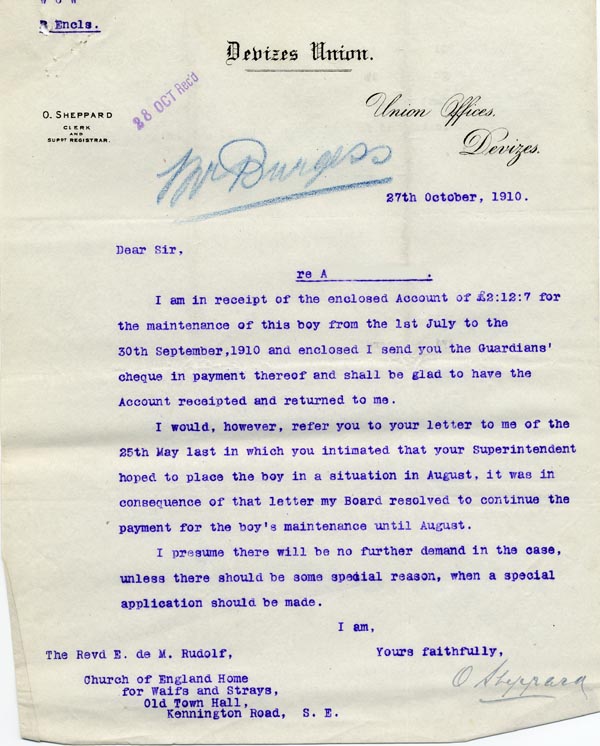 R Encls.
Devizes Union.
28 OCT Rec'd
O. SHEPPARD
CLERK
AND
SUPDT REGISTRAR.
Union Offices,
Devizes.
Mr Burgess
27th October, 1910.
Dear Sir,
re A__________.
I am in receipt of the enclosed Account of £2:12:7 for
the maintenance of this boy from the 1st July to the
30th September,1910 and enclosed I send you the Guardians'
cheque in payment thereof and shall be glad to have the
Account receipted and returned to me.
I would, however, refer you to your letter to me of the
25th May last in which you intimated that your Superintendent
hoped to place the boy in a situation in August, it was in
consequence of that letter my Board resolved to continue the
payment for the boy's maintenance until August.
I presume there will be no further demand in the case,
unless there should be some special reason, when a special
application should be made.
I am,
Yours faithfully,
O Sheppard
The Revd E. de M. Rudolf,
Church of England Home
for Waifs and Strays,
Old Town Hall,
Kennington Road, S. E.